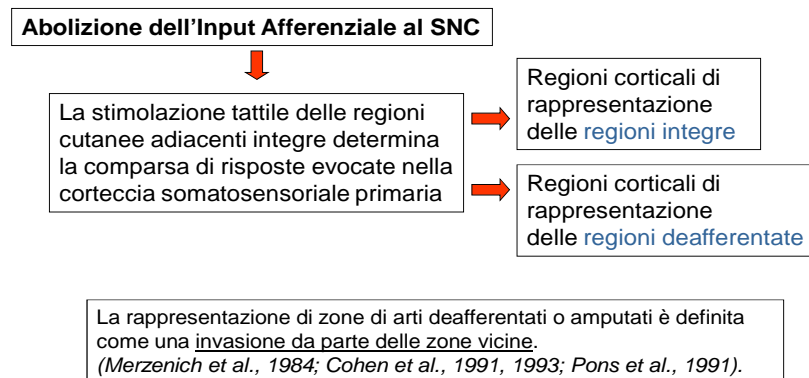 Abolizione dell'Input Afferenziale al SNC
La stimolazione tattile delle regioni
cutanee adiacenti integre determina
la comparsa di risposte evocate nella
corteccia somatosensoriale primaria
Regioni corticali di
rappresentazione
delle regioni integre
Regioni corticali di
rappresentazione
delle regioni deafferentate
La rappresentazione di zone di arti deafferentati o amputati è definita
come una invasione da parte delle zone vicine.
(Merzenich et al., 1984; Cohen et al., 1991, 1993; Pons et al., 1991).